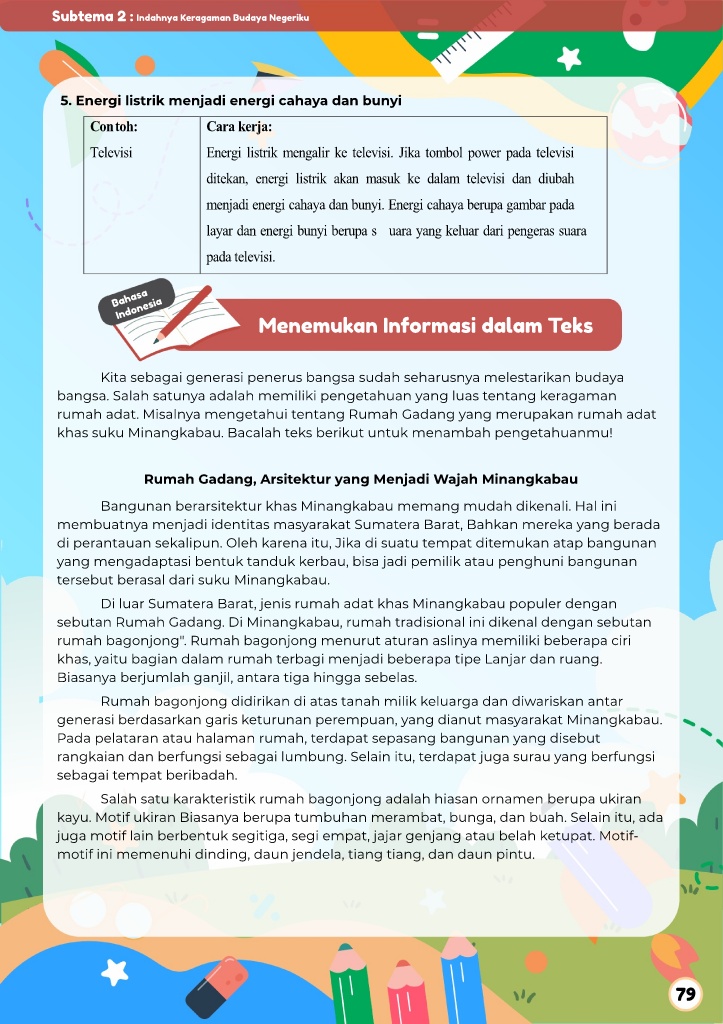 Subtema 2 : Indahnya Keragaman Budaya Negeriku
5. Energi listrik menjadi energi cahaya dan bunyi
Contoh:
Televisi
Cara kerja:
Energi listrik mengalir ke televisi. Jika tombol power pada televisi
ditekan, energi listrik akan masuk ke dalam televisi dan diubah
menjadi energi cahaya dan bunyi. Energi cahaya berupa gambar pada
layar dan energi bunyi berupa s uara yang keluar dari pengeras suara
pada televisi.
Bahasa
Indonesia
Menemukan Informasi dalam Teks
Kita sebagai generasi penerus bangsa sudah seharusnya melestarikan budaya
bangsa. Salah satunya adalah memiliki pengetahuan yang luas tentang keragaman
rumah adat. Misalnya mengetahui tentang Rumah Gadang yang merupakan rumah adat
khas suku Minangkabau. Bacalah teks berikut untuk menambah pengetahuanmu!
Rumah Gadang, Arsitektur yang Menjadi Wajah Minangkabau
Bangunan berarsitektur khas Minangkabau memang mudah dikenali. Hal ini
membuatnya menjadi identitas masyarakat Sumatera Barat, Bahkan mereka yang berada
di perantauan sekalipun. Oleh karena itu, Jika di suatu tempat ditemukan atap bangunan
yang mengadaptasi bentuk tanduk kerbau, bisa jadi pemilik atau penghuni bangunan
tersebut berasal dari suku Minangkabau.
Di luar Sumatera Barat, jenis rumah adat khas Minangkabau populer dengan
sebutan Rumah Gadang. Di Minangkabau, rumah tradisional ini dikenal dengan sebutan
rumah bagonjong". Rumah bagonjong menurut aturan aslinya memiliki beberapa ciri
khas, yaitu bagian dalam rumah terbagi menjadi beberapa tipe Lanjar dan ruang.
Biasanya berjumlah ganjil, antara tiga hingga sebelas.
Rumah bagonjong didirikan di atas tanah milik keluarga dan diwariskan antar
generasi berdasarkan garis keturunan perempuan, yang dianut masyarakat Minangkabau.
Pada pelataran atau halaman rumah, terdapat sepasang bangunan yang disebut
rangkaian dan berfungsi sebagai lumbung. Selain itu, terdapat juga surau yang berfungsi
sebagai tempat beribadah.
Salah satu karakteristik rumah bagonjong adalah hiasan ornamen berupa ukiran
kayu. Motif ukiran Biasanya berupa tumbuhan merambat, bunga, dan buah. Selain itu, ada
juga motif lain berbentuk segitiga, segi empat, jajar genjang atau belah ketupat. Motif-
motif ini memenuhi dinding, daun jendela, tiang tiang, dan daun pintu.
79